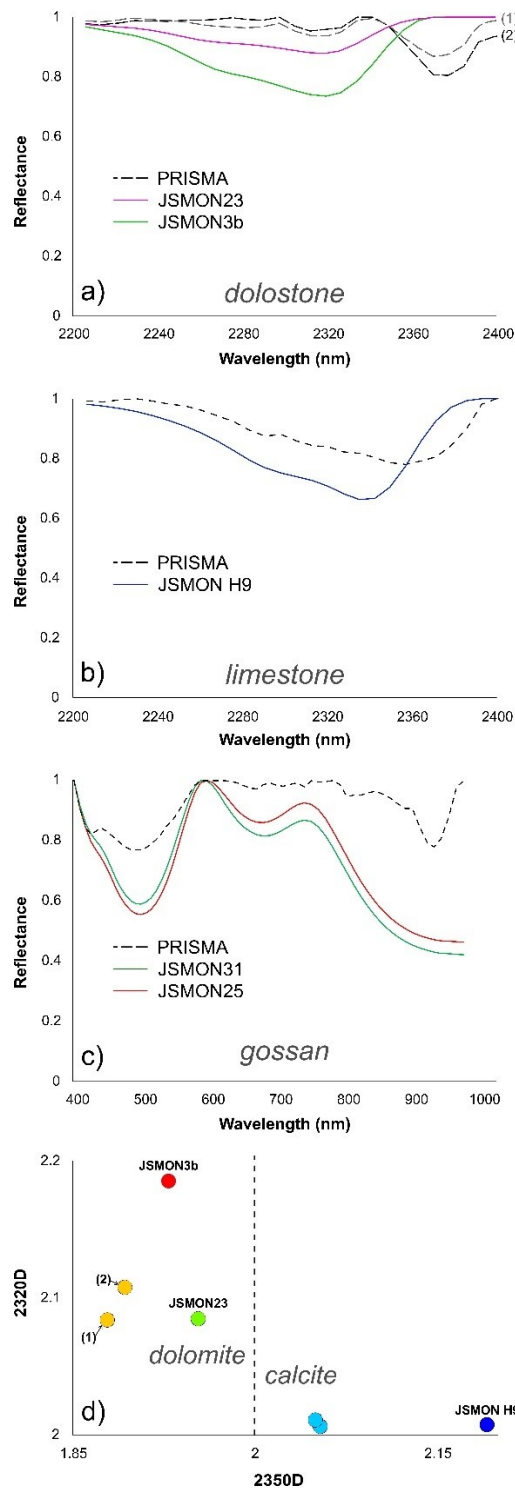 1
(1)
(2)
0.8
0.6
0.4
0.2
0
Reflectance
PRISMA
JSMON23
JSMON3b
a)
dolostone
2200 2240 2280 2320 2360 2400
Wavelength (nm)
1
0.8
0.6
0.4
0.2
0
Reflectance
PRISMA
JSMON H9
b)
limestone
2200 2240 2280 2320 2360 2400
Wavelength (nm)
1
0.8
0.6
0.4
0.2
0
Reflectance
PRISMA
JSMON31
JSMON25
c)
gossan
400 500 600 700 800 900 1000
Wavelength (nm)
2.2
JSMON3b
2.1
(2)
(1)
JSMON23
2320D
dolomite
calcite
JSMON H9
d)
2
1.85 2 2.15
2350D